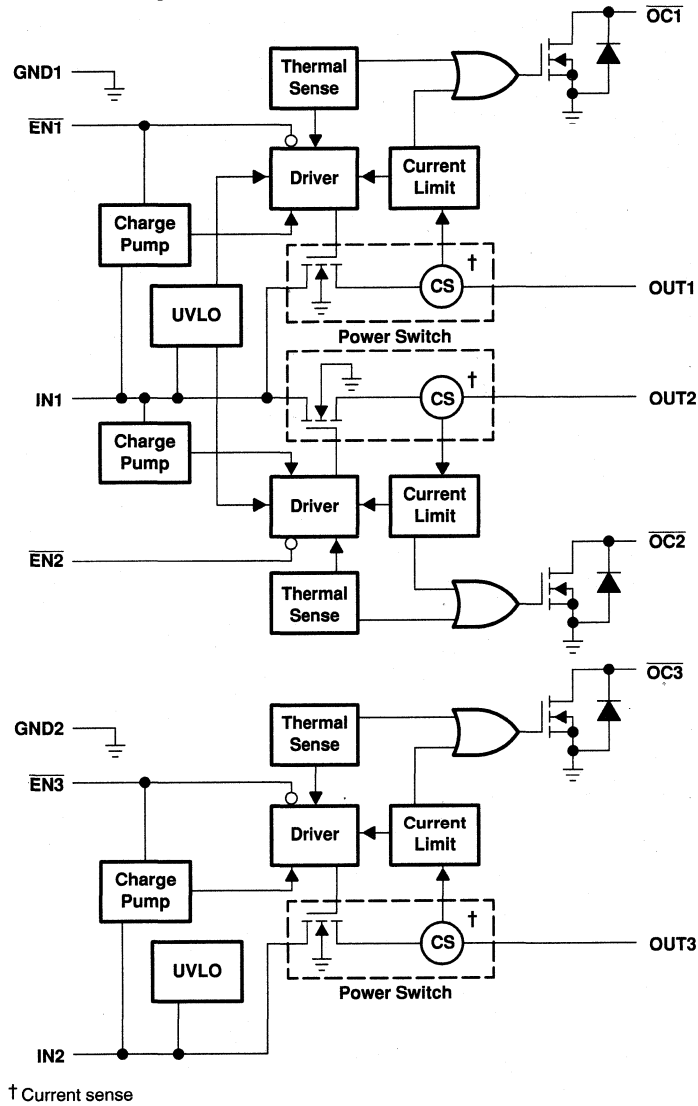 OC1
GND1
Thermal
Sense
EN1
Driver
Current
Limit
Charge
Pump
†
CS
OUT1
UVLO
Power Switch
†
IN1
CS
OUT2
Charge
Pump
Driver
Current
Limit
OC2
EN2
Thermal
Sense
OC3
GND2
Thermal
Sense
EN3
Driver
Current
Limit
Charge
Pump
†
CS
OUT3
UVLO
Power Switch
IN2
† Current sense